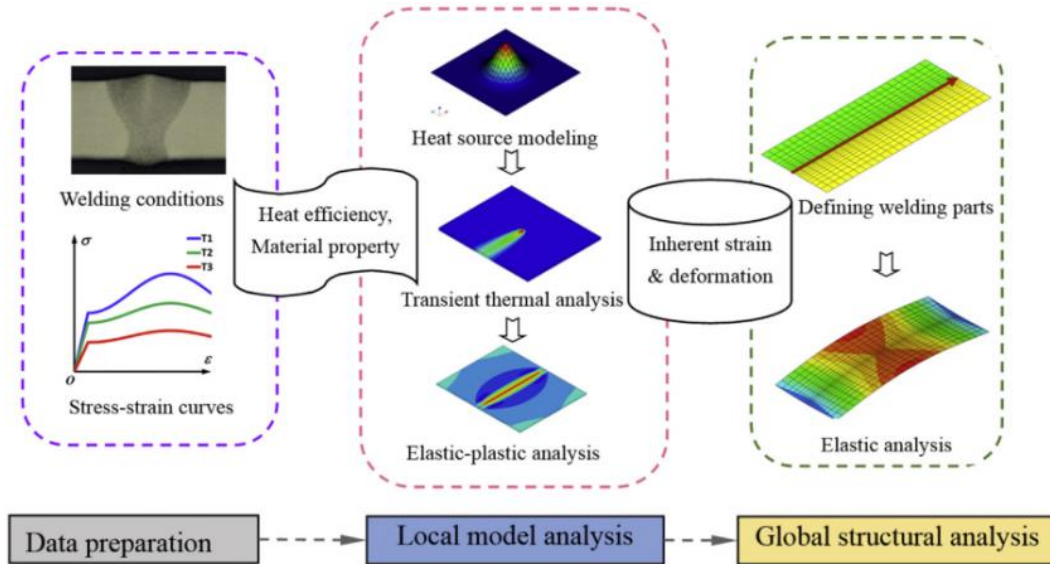 Welding conditions
σ
T1
T2
T3
ε
o
Stress-strain curves
Heat efficiency,
Material property
Heat source modeling
Transient thermal analysis
Elastic-plastic analysis
Inherent strain
& deformation
Defining welding parts
Elastic analysis
Data preparation
Local model analysis
Global structural analysis